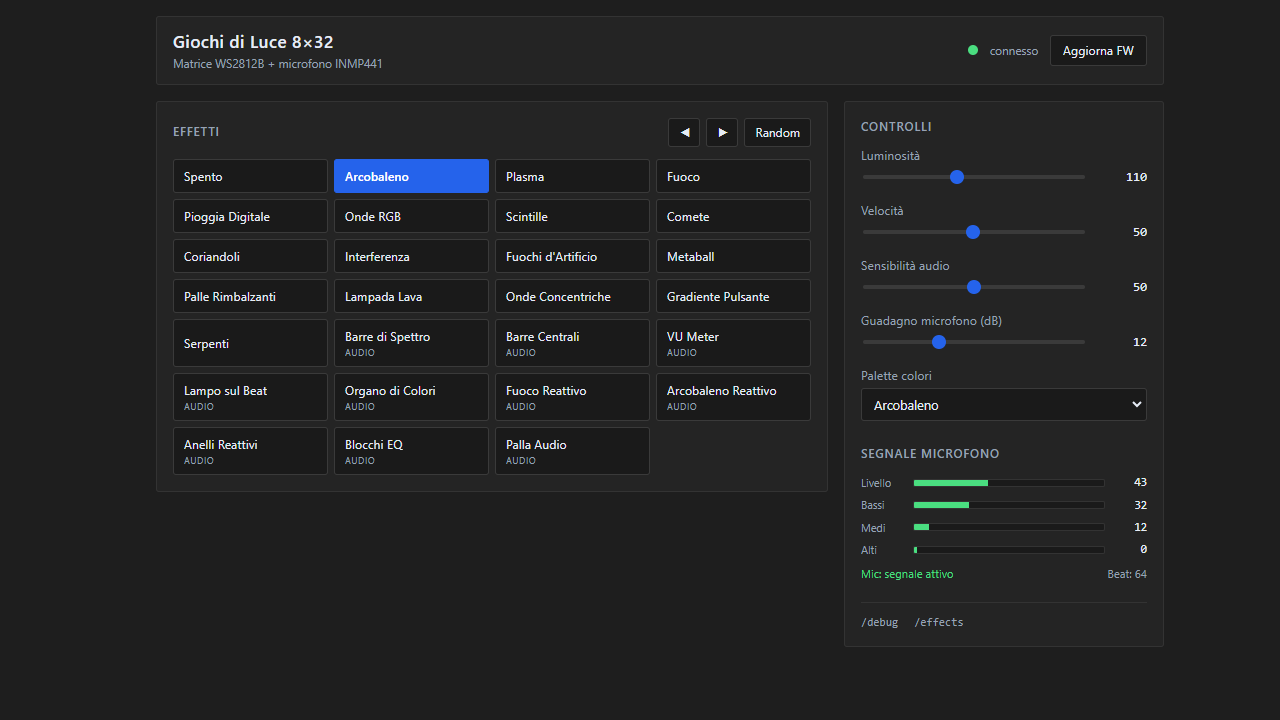 Giochi di Luce 8×32
Matrice WS2812B + microfono INMP441
connesso
Aggiorna FW
EFFETTI
◀ ▶ Random
Spento Arcobaleno Plasma Fuoco
Pioggia Digitale Onde RGB Scintille Comete
Coriandoli Interferenza Fuochi d'Artificio Metaball
Palle Rimbalzanti Lampada Lava Onde Concentriche Gradiente Pulsante
Serpenti Barre di Spettro Barre Centrali VU Meter
AUDIO AUDIO AUDIO
Lampo sul Beat Organo di Colori Fuoco Reattivo Arcobaleno Reattivo
AUDIO AUDIO AUDIO AUDIO
Anelli Reattivi Blocchi EQ Palla Audio
AUDIO AUDIO AUDIO
CONTROLLI
Luminosità
110
Velocità
50
Sensibilità audio
50
Guadagno microfono (dB)
12
Palette colori
Arcobaleno
SEGNALE MICROFONO
Livello 43
Bassi 32
Medi 12
Alti 0
Mic: segnale attivo Beat: 64
/debug /effects